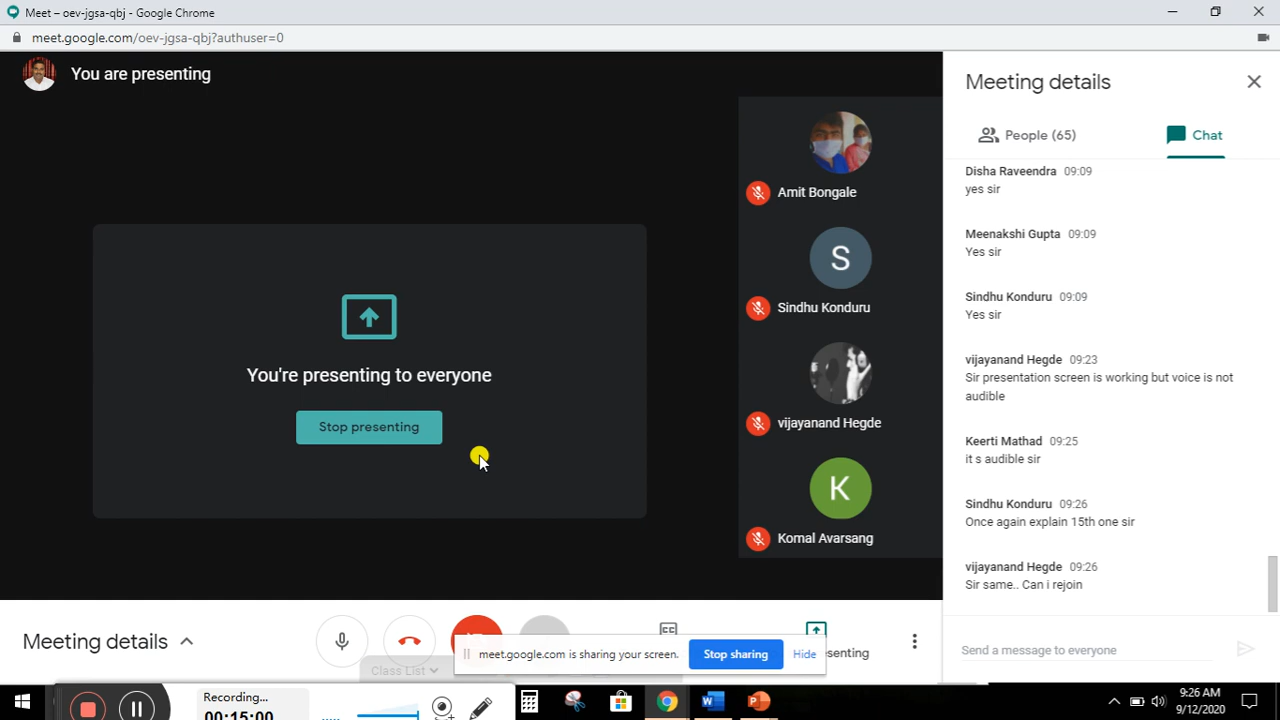 Meet – oev-jgsa-qbj - Google Chrome
meet.google.com/oev-jgsa-qbj?authuser=0
You are presenting
You're presenting to everyone
Stop presenting
Amit Bongale
S
Sindhu Konduru
vijayanand Hegde
K
Komal Avarsang
Meeting details
People (65)
Chat
Disha Raveendra 09:09
yes sir
Meenakshi Gupta 09:09
Yes sir
Sindhu Konduru 09:09
Yes sir
vijayanand Hegde 09:23
Sir presentation screen is working but voice is not
audible
Keerti Mathad 09:25
it s audible sir
Sindhu Konduru 09:26
Once again explain 15th one sir
vijayanand Hegde 09:26
Sir same.. Can i rejoin
Send a message to everyone
Meeting details
CC
meet.google.com is sharing your screen.
Stop sharing
Hide
esenting
Class List
Recording...
00:15:00
9:26 AM
9/12/2020